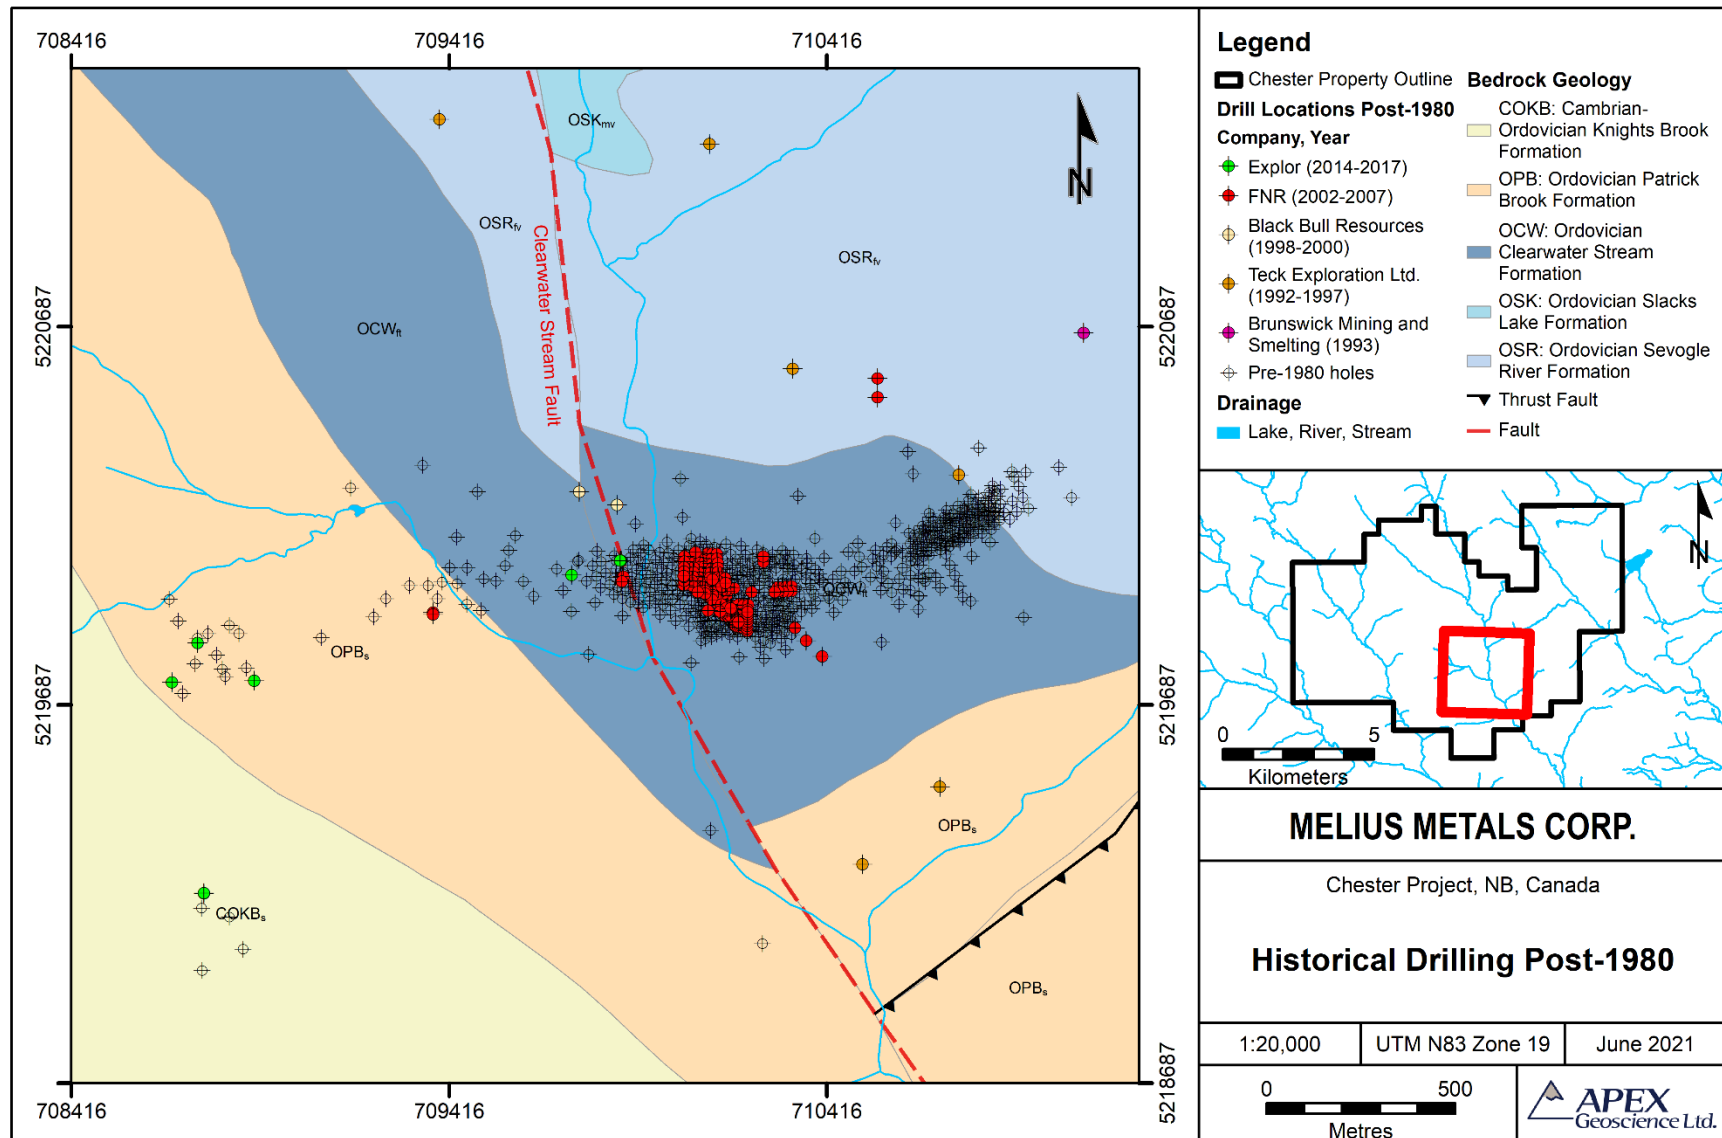 708416
709416
710416
5220687
5219687
5218687
5220687
5219687
708416
709416
710416
OSKmv
OSRfv
OSRfv
OCWft
Clearwater Stream Fault
OCWft
OPBs
OPBs
COKBs
OPBs
N
Legend
Chester Property Outline
Drill Locations Post-1980
Company, Year
Explor (2014-2017)
FNR (2002-2007)
Black Bull Resources
(1998-2000)
Teck Exploration Ltd.
(1992-1997)
Brunswick Mining and
Smelting (1993)
Pre-1980 holes
Drainage
Lake, River, Stream
Bedrock Geology
COKB: Cambrian-
Ordovician Knights Brook
Formation
OPB: Ordovician Patrick
Brook Formation
OCW: Ordovician
Clearwater Stream
Formation
OSK: Ordovician Slacks
Lake Formation
OSR: Ordovician Sevogle
River Formation
Thrust Fault
Fault
N
0 5
Kilometers
MELIUS METALS CORP.
Chester Project, NB, Canada
Historical Drilling Post-1980
1:20,000
UTM N83 Zone 19
June 2021
0 500
Metres
APEX
Geoscience Ltd.